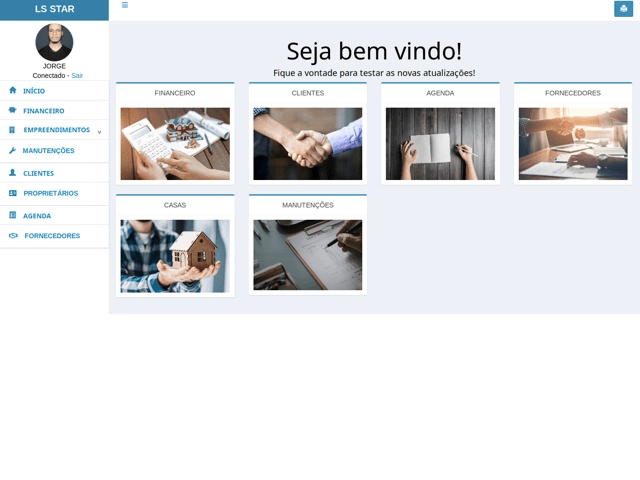 LS STAR
JORGE
Conectado - Sair
INÍCIO
FINANCEIRO
EMPREENDIMENTOS
MANUTENÇÕES
CLIENTES
PROPRIETÁRIOS
AGENDA
FORNECEDORES
Seja bem vindo!
Fique a vontade para testar as novas atualizações!
FINANCEIRO
CLIENTES
AGENDA
FORNECEDORES
CASAS
MANUTENÇÕES